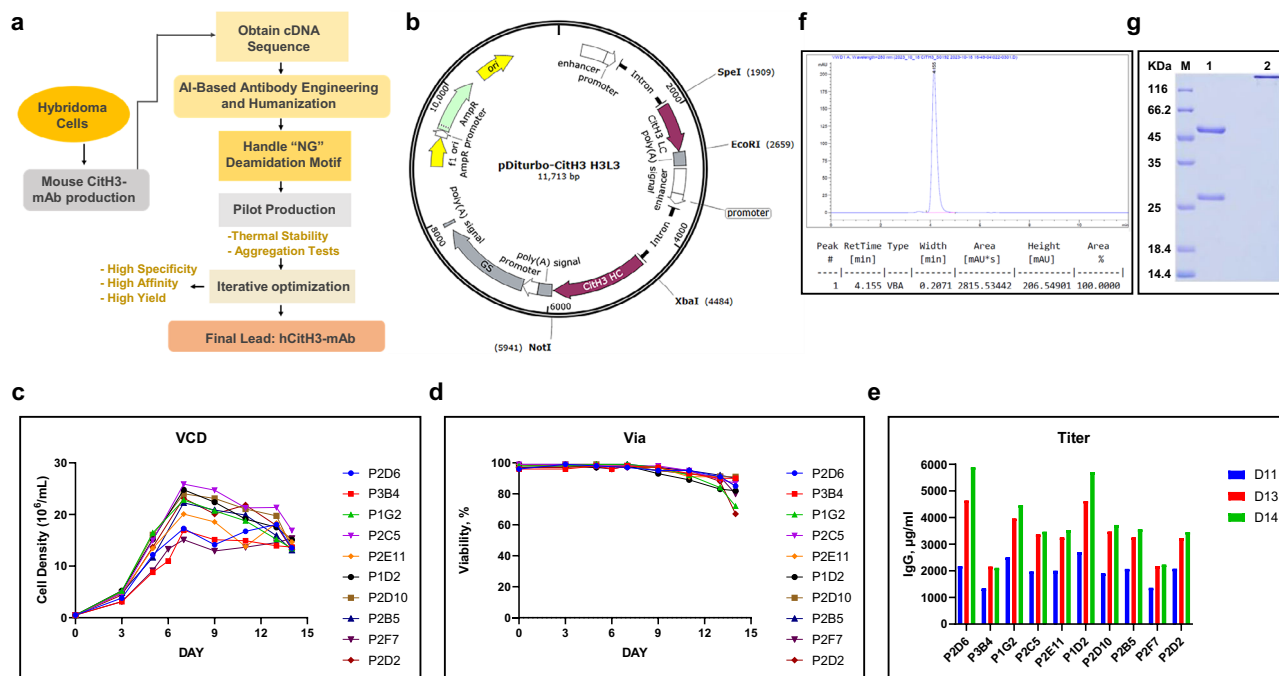 a
Obtain cDNA
Sequence
AI-Based Antibody Engineering
and Humanization
Hybridoma
Cells
Handle “NG”
Deamidation Motif
Mouse CitH3-
mAb production
Pilot Production
-Thermal Stability
- Aggregation Tests
- High Specificity
- High Affinity
- High Yield
Iterative optimization
Final Lead: hCitH3-mAb
b
enhancer
promoter
Intron
SpeI (1909)
2000
CitH3 LC
poly(A) signal
EcoRI (2659)
enhancer
promoter
Intron
4000
XbaI (4484)
CitH3 HC
6000
(5941) NotI
poly(A) signal
promoter
GS
poly(A) signal
8000
f1 ori
AmpR promoter
AmpR
10,000
ori
pDiturbo-CitH3 H3L3
11,713 bp
f
4.155
Peak RetTime Type Width Area Height Area
# [min] [min] [mAU*s] [mAU] %
1 4.155 VBA 0.2071 2815.53442 206.54901 100.0000
g
KDa M 1 2
116
66.2
45
35
25
18.4
14.4
c
VCD
Cell Density (10⁶/mL)
30
20
10
0
0 3 6 9 12 15
DAY
P2D6
P3B4
P1G2
P2C5
P2E11
P1D2
P2D10
P2B5
P2F7
P2D2
d
Via
Viability, %
100
80
60
40
20
0
0 3 6 9 12 15
DAY
P2D6
P3B4
P1G2
P2C5
P2E11
P1D2
P2D10
P2B5
P2F7
P2D2
e
Titer
IgG, µg/ml
6000
5000
4000
3000
2000
1000
0
P2D6 P3B4 P1G2 P2C5 P2E11 P1D2 P2D10 P2B5 P2F7 P2D2
D11
D13
D14